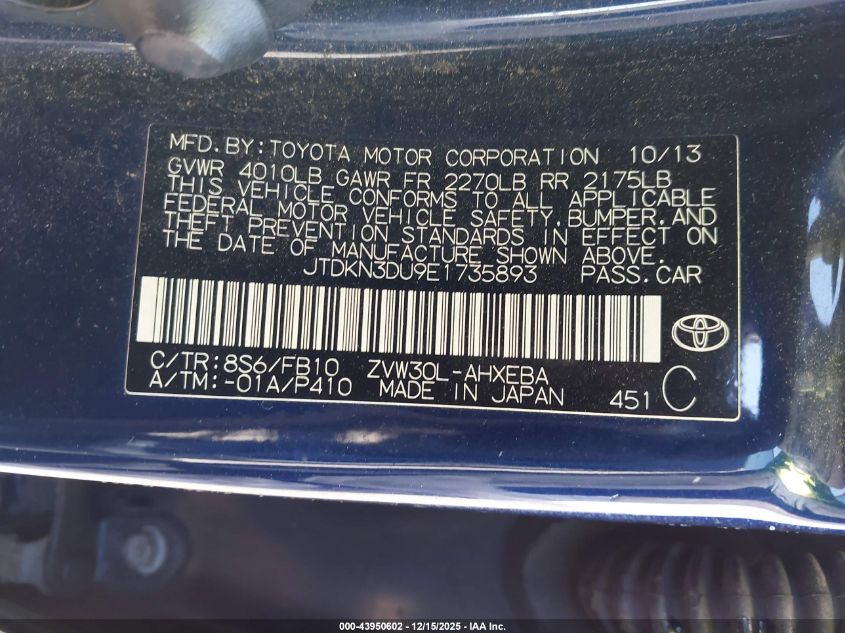 MFD.BY:TOYOTA MOTOR CORPORATION 10/13
GVWR 4010LB GAWR FR 2270LB RR 2175LB
THIS VEHICLE CONFORMS TO ALL APPLICABLE
FEDERAL MOTOR VEHICLE SAFETY,BUMPER,AND
THEFT PREVENTION STANDARDS IN EFFECT ON
THE DATE OF MANUFACTURE SHOWN ABOVE.
JTDKN3DU9E1735893 PASS.CAR
C/TR:8S6/FB10 ZVW30L-AHXEBA
A/TM:-01A/P410 MADE IN JAPAN 451 C
000-43950602 - 12/15/2025 - IAA Inc.